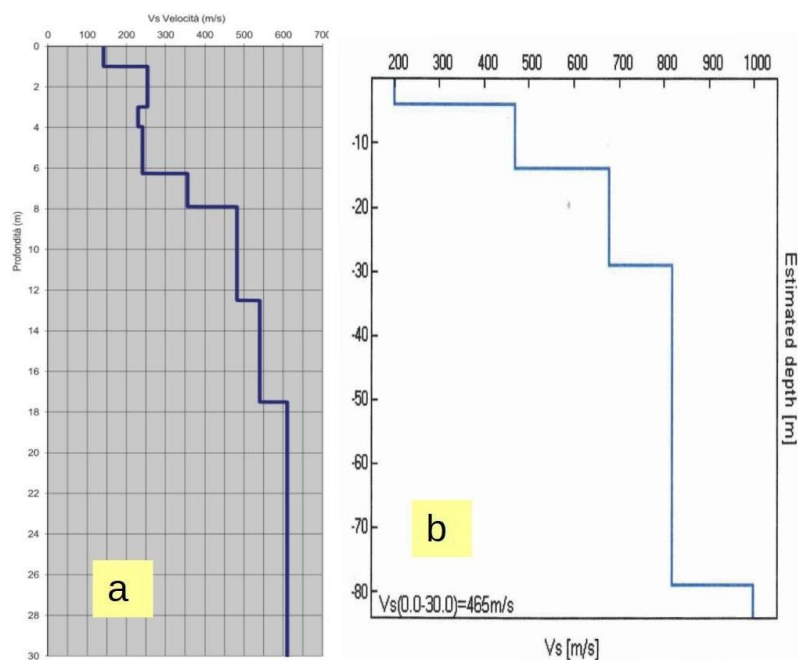 Vs Velocità (m/s)
0 100 200 300 400 500 600 700
0
2
4
6
8
10
12
14
16
18
20
22
24
26
28
30
Profondità (m)
a
200 300 400 500 600 700 800 900 1000
-10
-20
-30
-40
-50
-60
-70
-80
Estimated depth [m]
b
Vs(0.0-30.0)=465m/s
Vs [m/s]